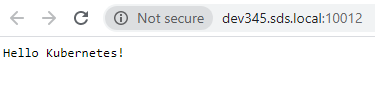 Not secure dev345.sds.local:10012
Hello Kubernetes!